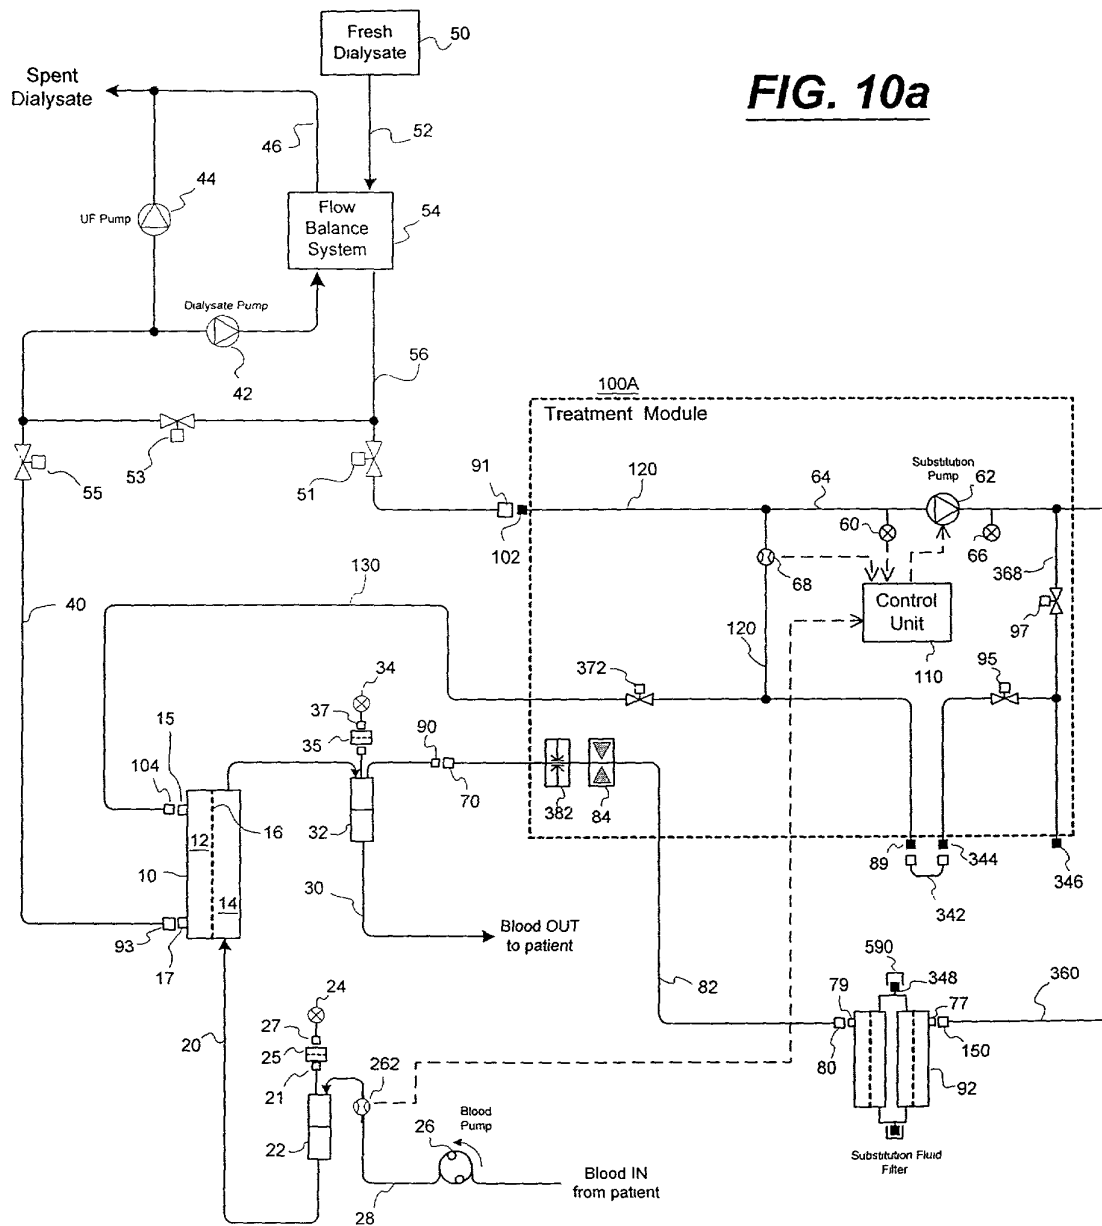 Fresh
Dialysate
50
FIG. 10a
Spent
Dialysate
52
46
44
UF Pump
Flow
Balance
System
54
Dialysate Pump
42
56
100A
Treatment Module
53
55
51
91
102
120
64
Substitution
Pump
62
60
66
68
368
130
40
120
Control
Unit
110
97
95
372
34
37
35
15
104
90
70
16
32
382
84
12
10
14
89
344
346
342
30
93
17
Blood OUT
to patient
590
348
82
79
77
360
24
27
20
25
21
80
150
92
262
22
26
Blood
Pump
Substitution Fluid
Filter
28
Blood IN
from patient